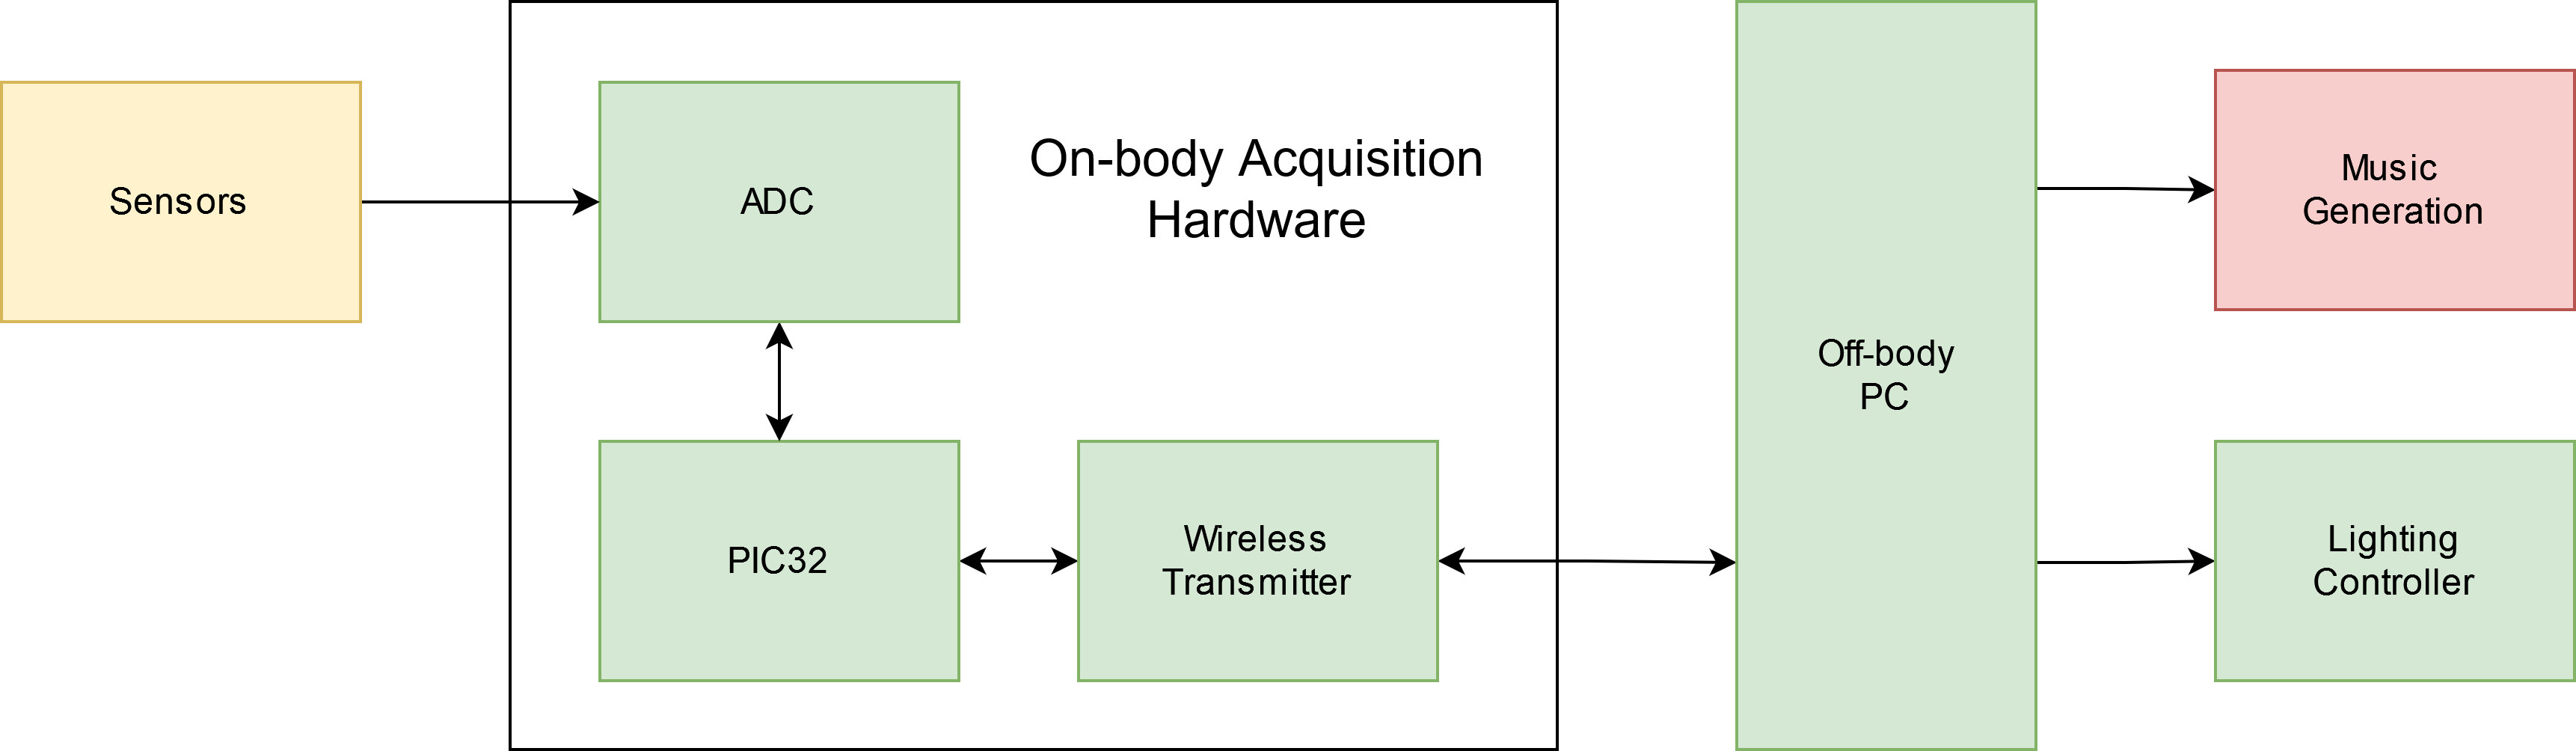 Sensors
ADC
On-body Acquisition
Hardware
PIC32
Wireless
Transmitter
Off-body
PC
Music
Generation
Lighting
Controller